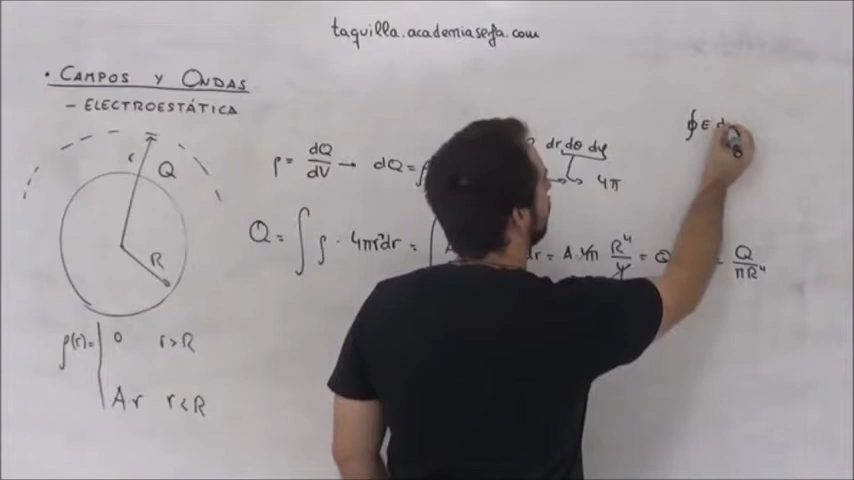 taquilla.academiasefa.com
• CAMPOS Y ONDAS
– ELECTROESTÁTICA
r
Q
R
ρ = dQ/dV → dQ = dr dθ dφ
4π
Q = ∫ ρ · 4πr²dr = ∫ dr = A·4π R⁴/4 = Q = Q/πR⁴
ρ(r) = | 0 r > R
A·r r < R
∮ E d